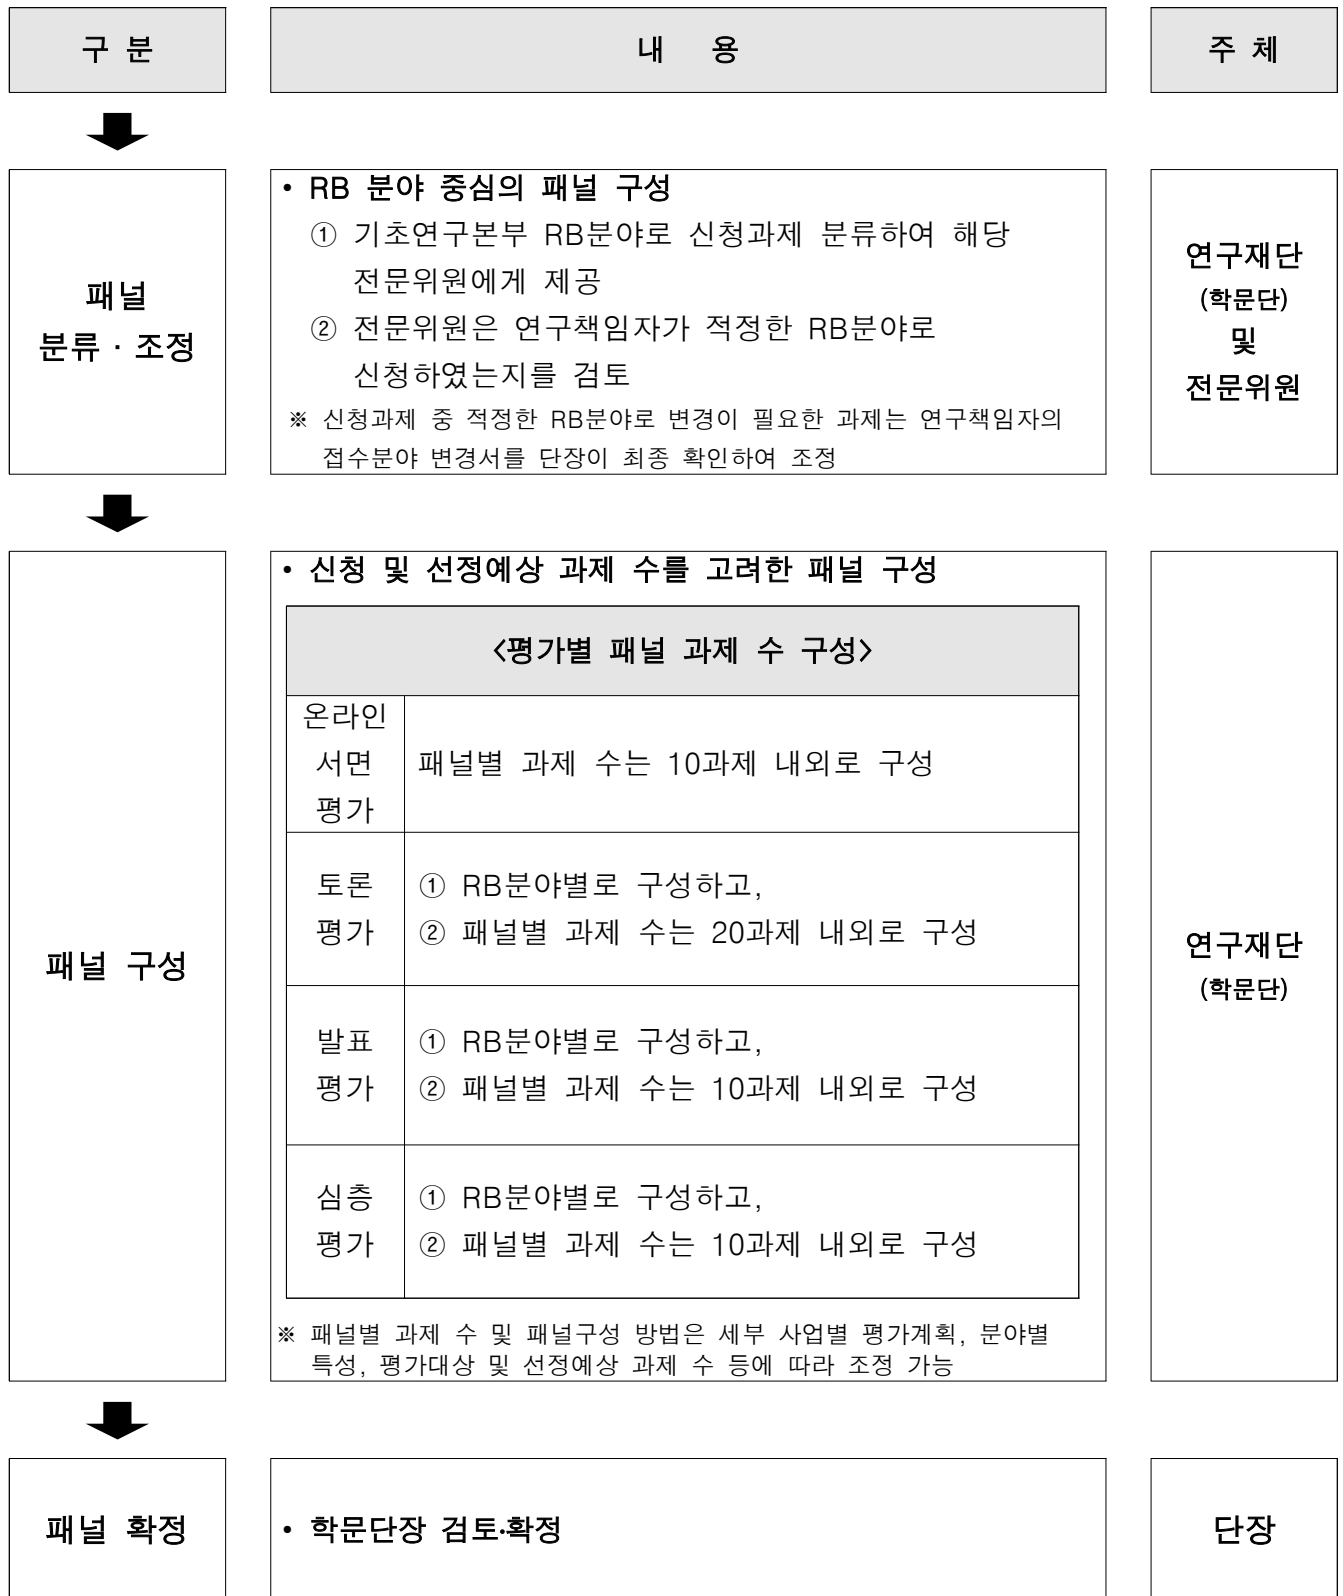 구 분
내 용
주 체
패널
분류 · 조정
• RB 분야 중심의 패널 구성
① 기초연구본부 RB분야로 신청과제 분류하여 해당
전문위원에게 제공
② 전문위원은 연구책임자가 적정한 RB분야로
신청하였는지를 검토
※ 신청과제 중 적정한 RB분야로 변경이 필요한 과제는 연구책임자의
접수분야 변경서를 단장이 최종 확인하여 조정
연구재단
(학문단)
및
전문위원
패널 구성
• 신청 및 선정예상 과제 수를 고려한 패널 구성
<평가별 패널 과제 수 구성>
온라인
서면
평가
패널별 과제 수는 10과제 내외로 구성
토론
평가
① RB분야별로 구성하고,
② 패널별 과제 수는 20과제 내외로 구성
발표
평가
① RB분야별로 구성하고,
② 패널별 과제 수는 10과제 내외로 구성
심층
평가
① RB분야별로 구성하고,
② 패널별 과제 수는 10과제 내외로 구성
※ 패널별 과제 수 및 패널구성 방법은 세부 사업별 평가계획, 분야별
특성, 평가대상 및 선정예상 과제 수 등에 따라 조정 가능
연구재단
(학문단)
패널 확정
• 학문단장 검토·확정
단장